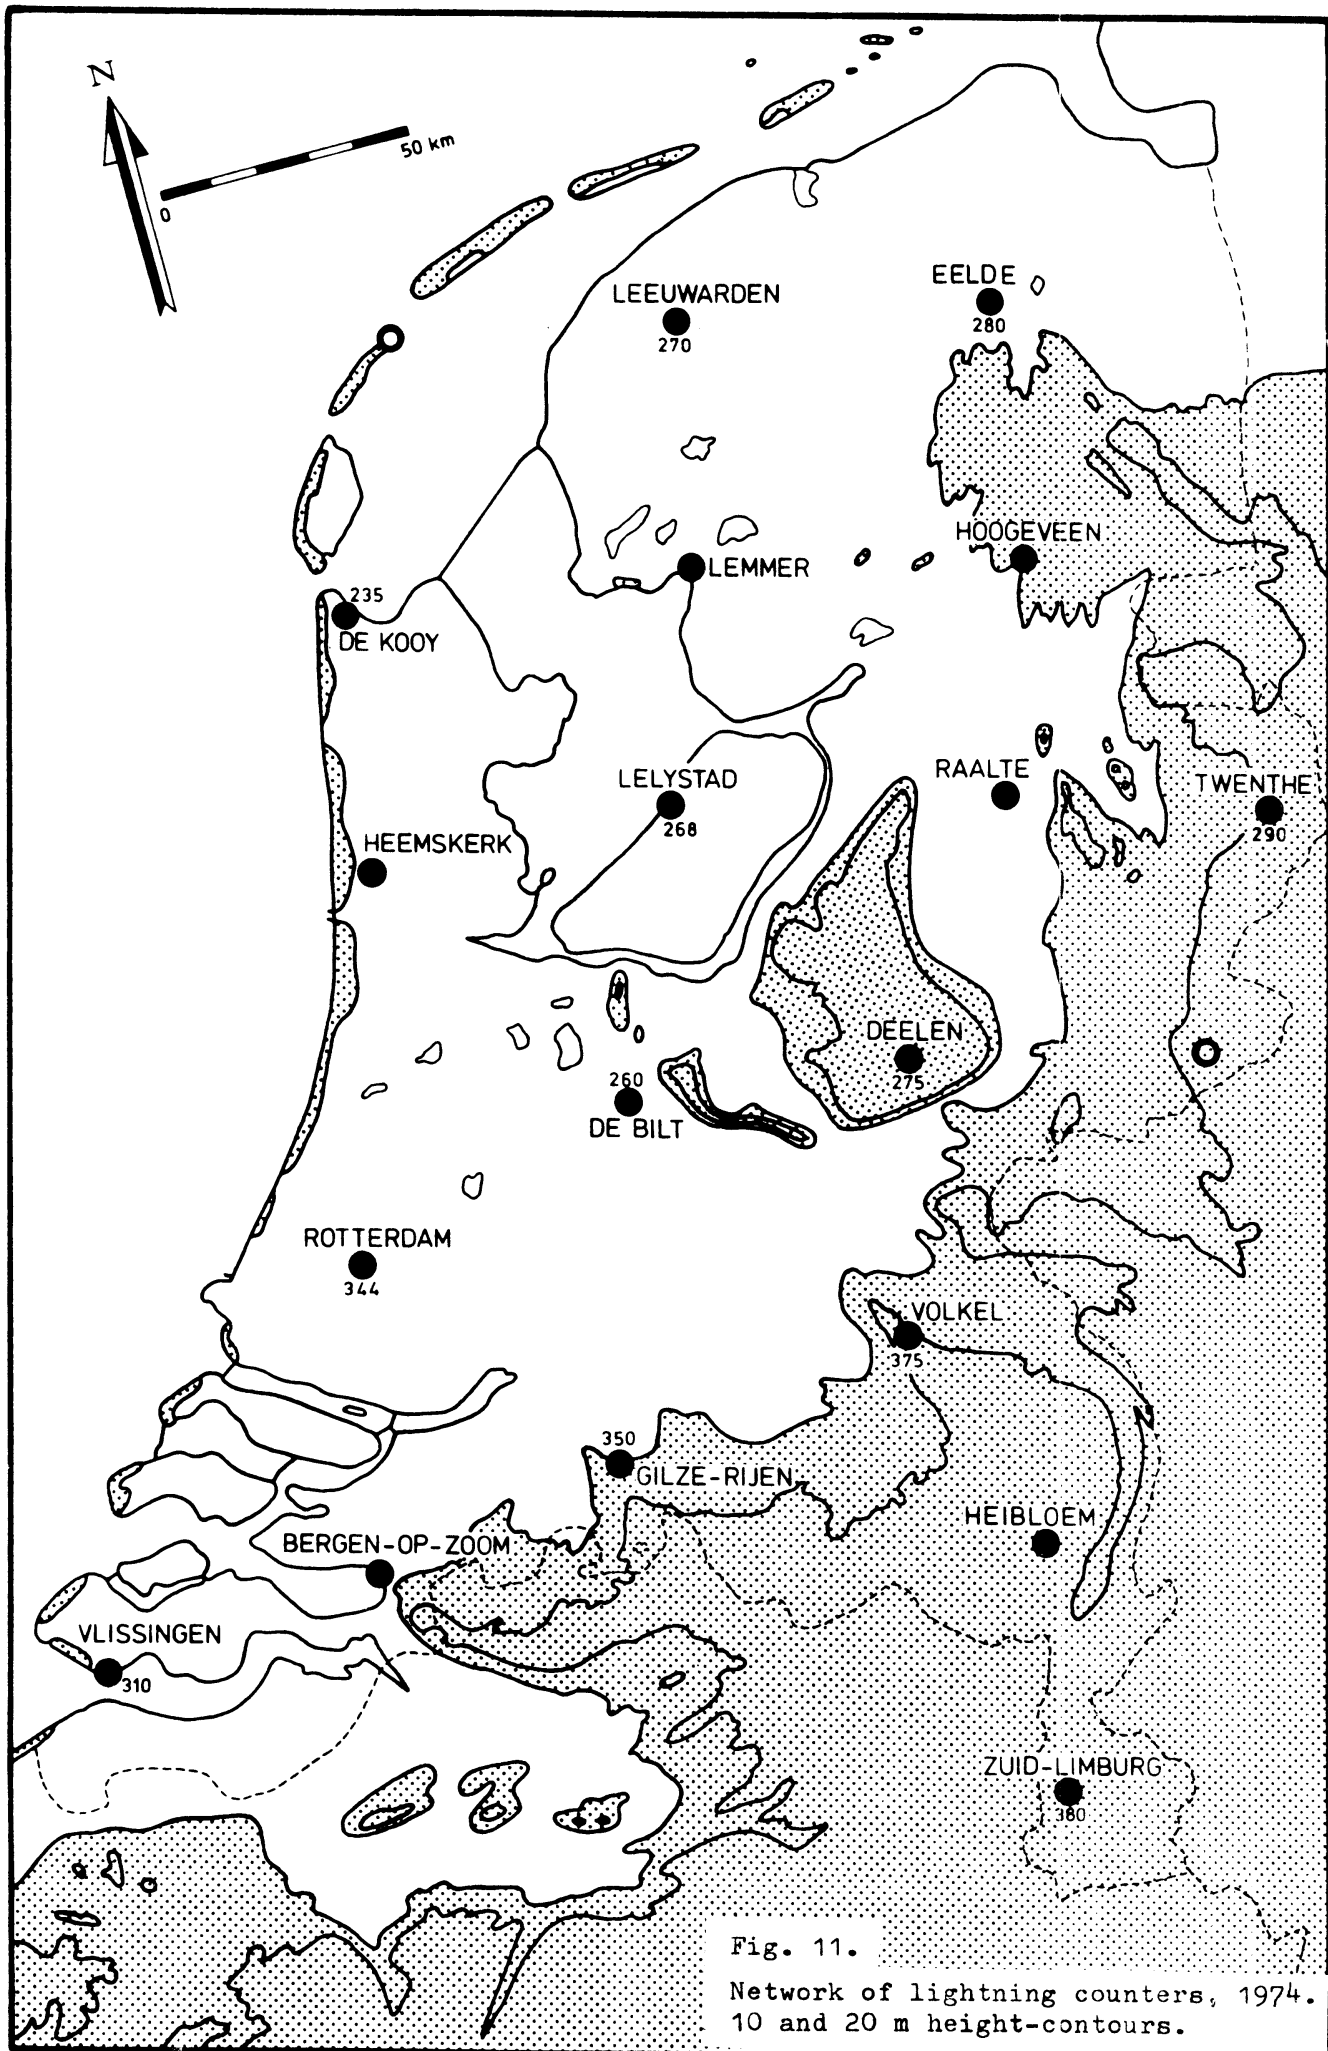 N
50 km
0
LEEUWARDEN
270
EELDE
280
HOOGEVEEN
LEMMER
235
DE KOOY
LELYSTAD
268
RAALTE
TWENTHE
290
HEEMSKERK
DEELEN
275
260
DE BILT
ROTTERDAM
344
VOLKEL
375
350
GILZE-RIJEN
HEIBLOEM
BERGEN-OP-ZOOM
VLISSINGEN
310
ZUID-LIMBURG
380
Fig. 11.
Network of lightning counters, 1974.
10 and 20 m height-contours.